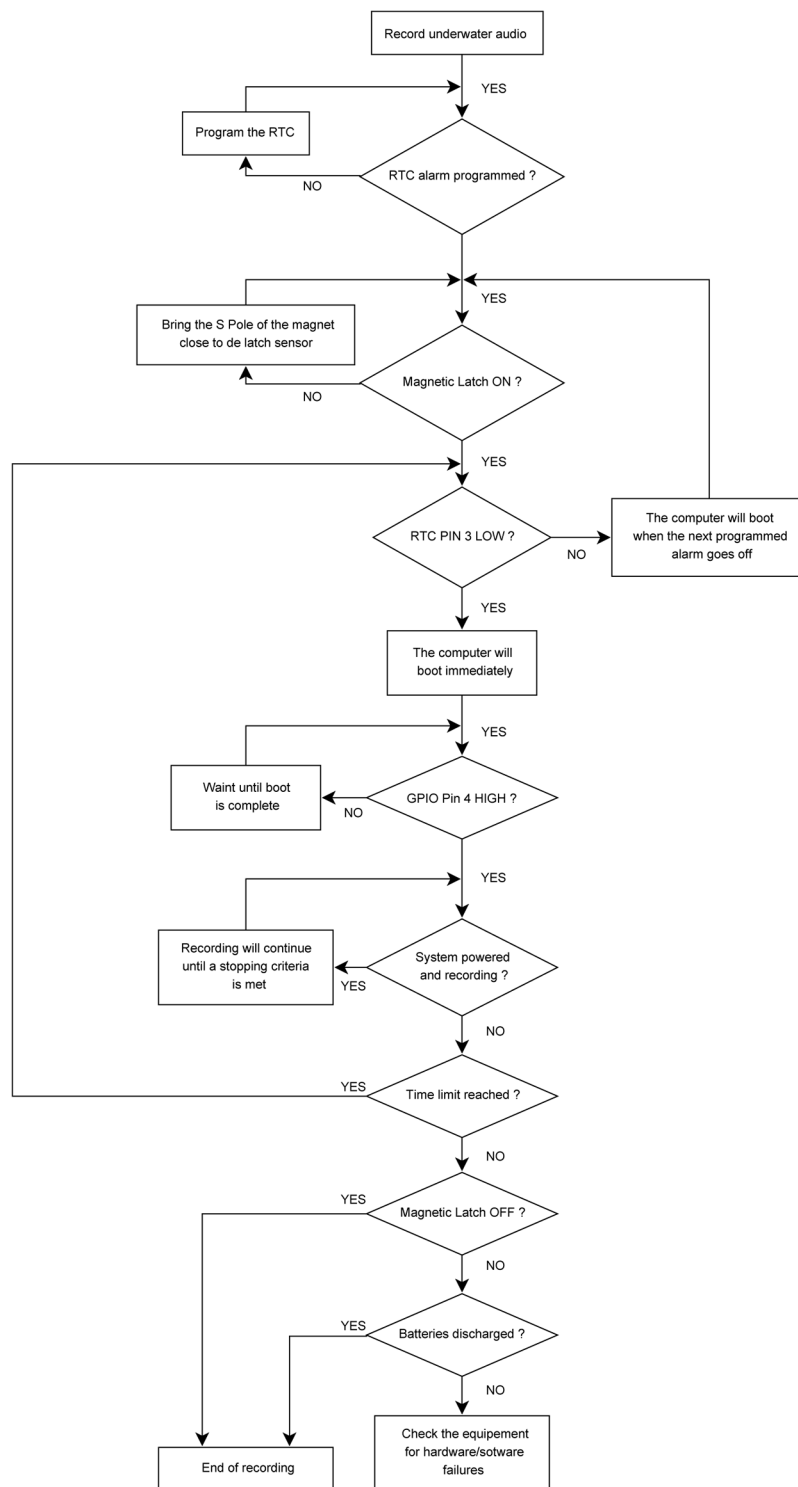 Record underwater audio
YES
Program the RTC
RTC alarm programmed ?
NO
YES
Bring the S Pole of the magnet
close to de latch sensor
Magnetic Latch ON ?
NO
YES
RTC PIN 3 LOW ?
NO
The computer will boot
when the next programmed
alarm goes off
YES
The computer will
boot immediately
YES
Waint until boot
is complete
GPIO Pin 4 HIGH ?
NO
YES
Recording will continue
until a stopping criteria
is met
System powered
and recording ?
YES
NO
YES
Time limit reached ?
NO
YES
Magnetic Latch OFF ?
NO
YES
Batteries discharged ?
NO
End of recording
Check the equipement
for hardware/sotware
failures